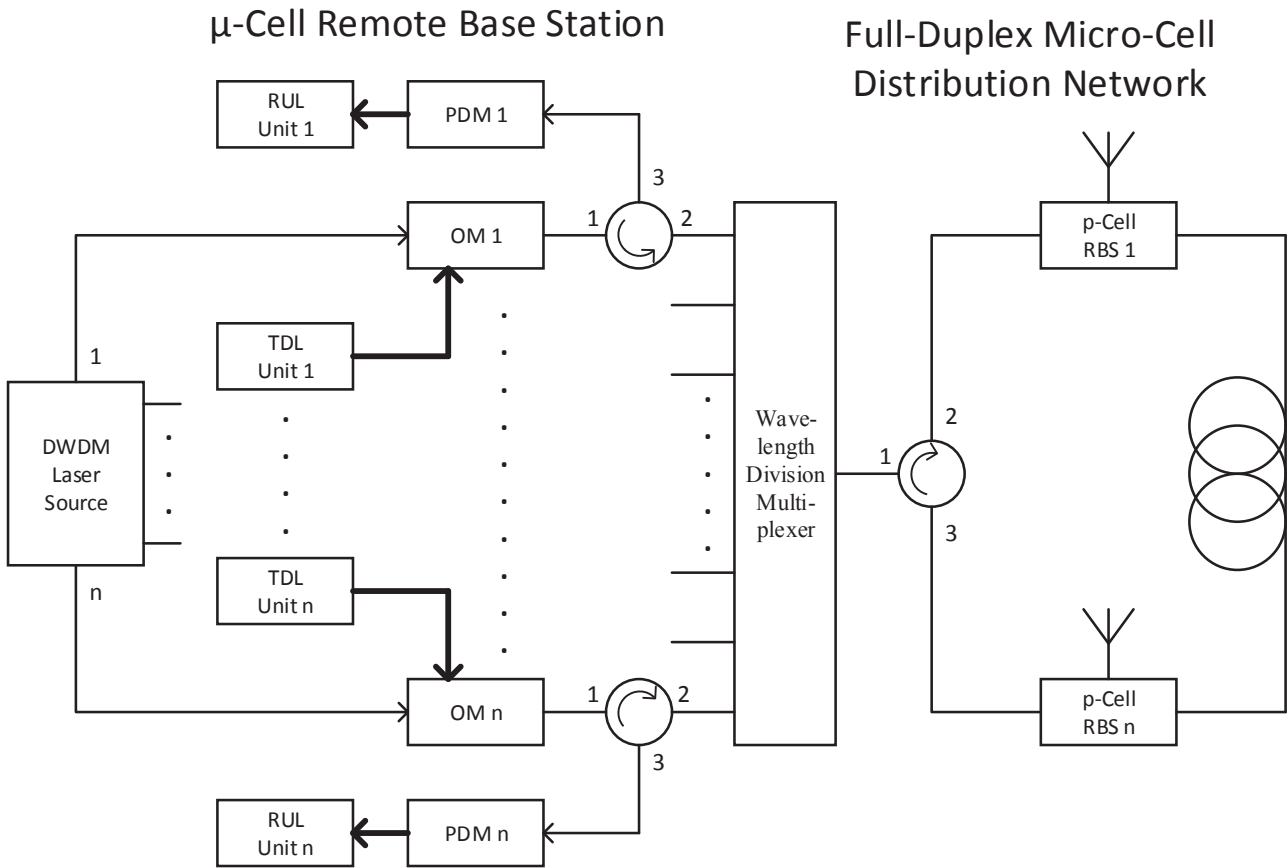 μ-Cell Remote Base Station
Full-Duplex Micro-Cell
Distribution Network
RUL
Unit 1
PDM 1
3
OM 1
1
2
p-Cell
RBS 1
TDL
Unit 1
1
DWDM
Laser
Source
n
Wave-
length
Division
Multi-
plexer
1
2
3
TDL
Unit n
OM n
1
2
3
p-Cell
RBS n
RUL
Unit n
PDM n